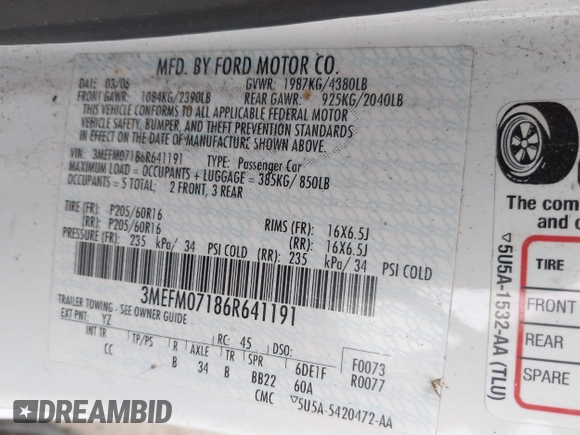 MFD. BY FORD MOTOR CO.
DATE: 03/06 GVWR: 1987KG/4380LB
FRONT GAWR: 1084KG/2390LB REAR GAWR: 925KG/2040LB
THIS VEHICLE CONFORMS TO ALL APPLICABLE FEDERAL MOTOR
VEHICLE SAFETY, BUMPER, AND THEFT PREVENTION STANDARDS
IN EFFECT ON THE DATE OF MANUFACTURE SHOWN ABOVE.
VIN: 3MEFM07186R641191 TYPE: Passenger Car
MAXIMUM LOAD = OCCUPANTS + LUGGAGE = 385KG/ 850LB
OCCUPANTS = 5 TOTAL: 2 FRONT, 3 REAR
TIRE (FR): P205/60R16 RIMS (FR): 16X6.5J
(RR): P205/60R16 (RR): 16X6.5J
PRESSURE (FR): 235 kPa/ 34 PSI COLD (RR): 235 kPa/ 34 PSI COLD
3MEFM07186R641191
TRAILER TOWING - SEE OWNER GUIDE
EXT PNT: YZ RC: 45 DSO: F0073
INT TR TP/PS R AXLE TR SPR 6DE1F R0077
CC B 34 B BB22 60A
CMC ▽5U5A-5420472-AA
The com
and c
▽5U5A-1532-AA (TLU)
TIRE
FRONT
REAR
SPARE
DREAMBID